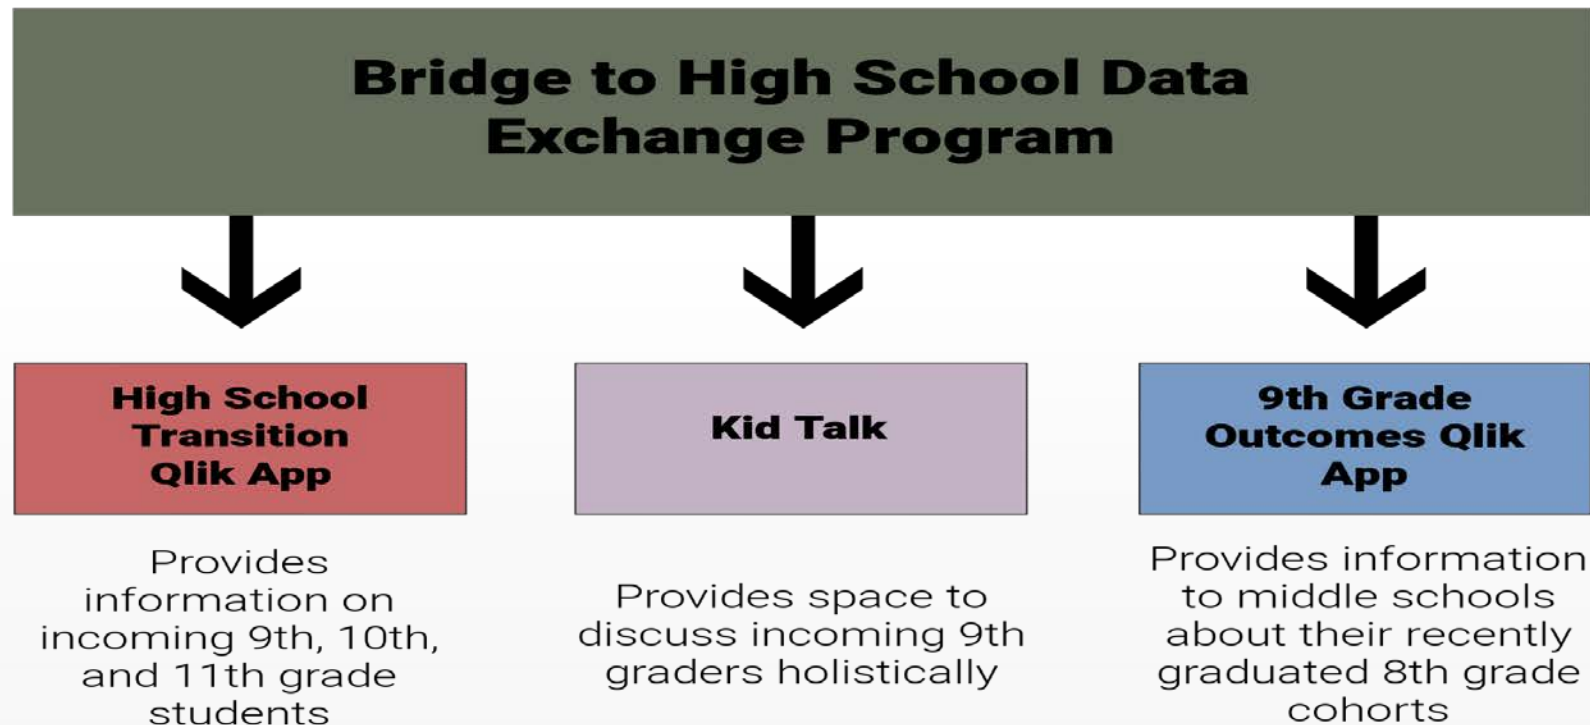 Bridge to High School Data
Exchange Program
High School
Transition
Qlik App
Provides
information on
incoming 9th, 10th,
and 11th grade
students
Kid Talk
Provides space to
discuss incoming 9th
graders holistically
9th Grade
Outcomes Qlik
App
Provides information
to middle schools
about their recently
graduated 8th grade
cohorts